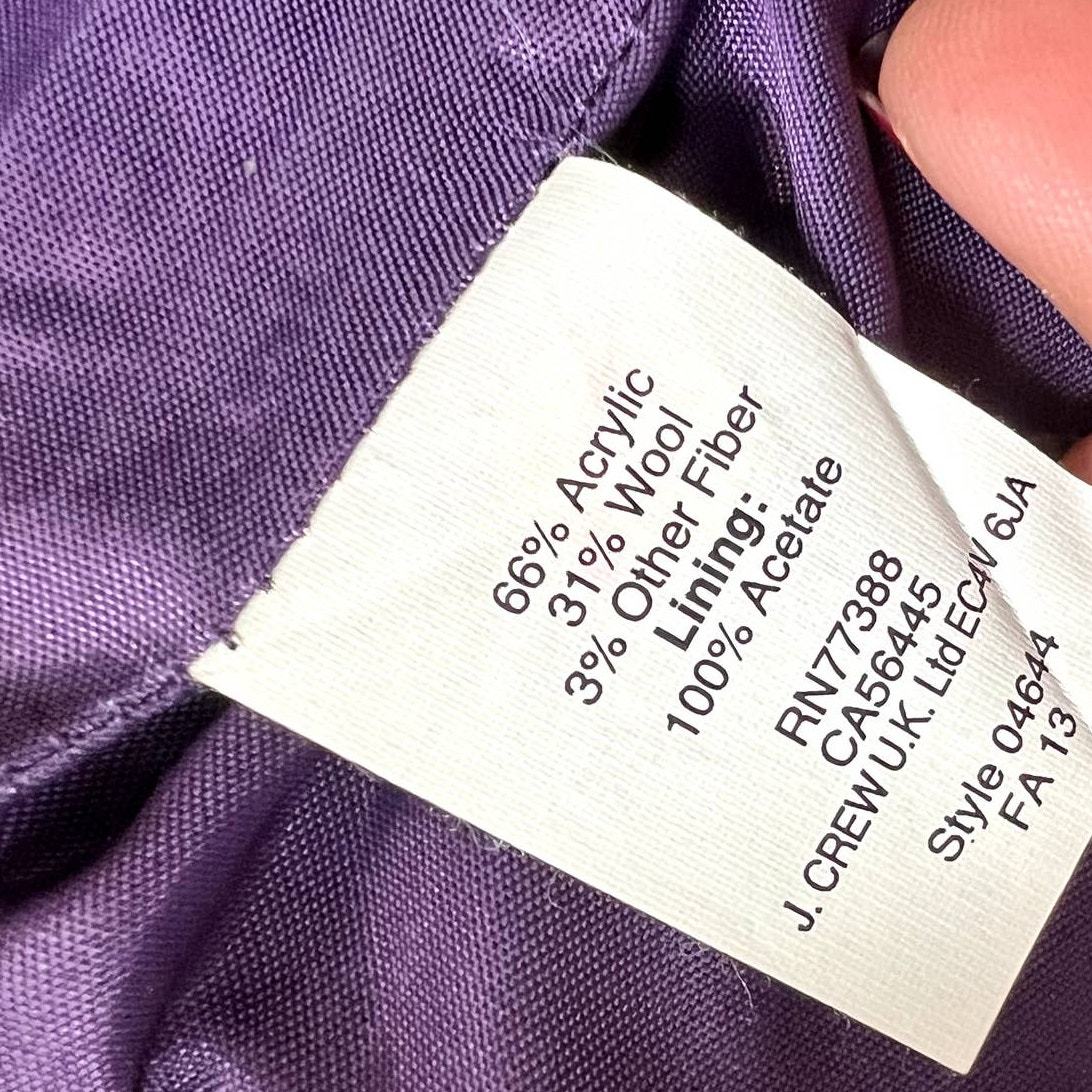 66% Acrylic
31% Wool
3% Other Fiber
Lining:
100% Acetate
RN77388
CA56445
J. CREW U.K. Ltd EC4V 6JA
Style 04644
FA 13